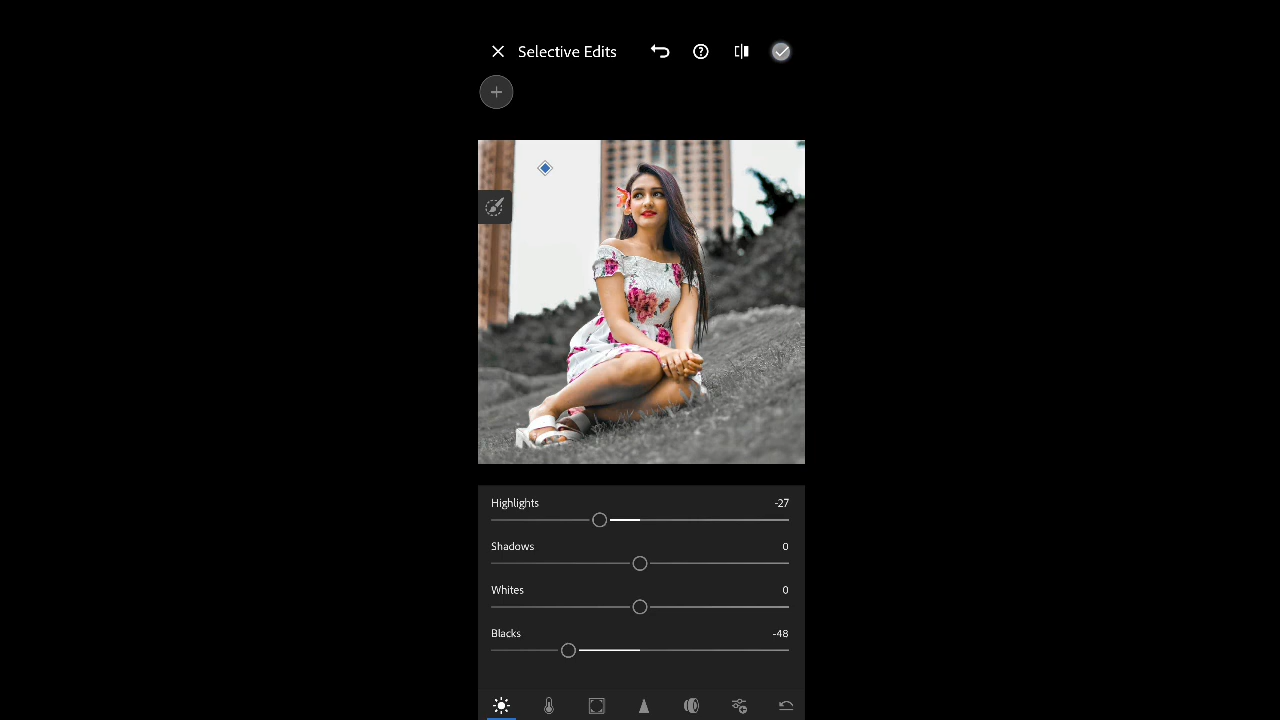 Selective Edits
Highlights -27
Shadows 0
Whites 0
Blacks -48